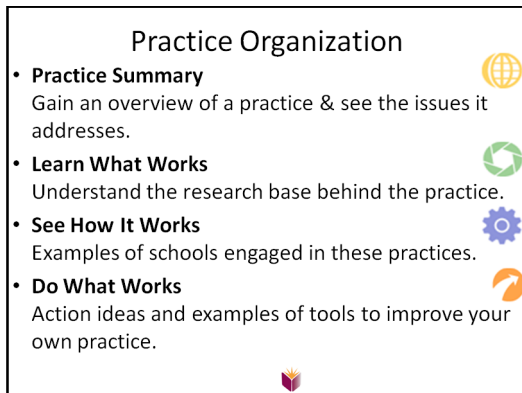 Practice Organization
• Practice Summary
Gain an overview of a practice & see the issues it
addresses.
• Learn What Works
Understand the research base behind the practice.
• See How It Works
Examples of schools engaged in these practices.
• Do What Works
Action ideas and examples of tools to improve your
own practice.